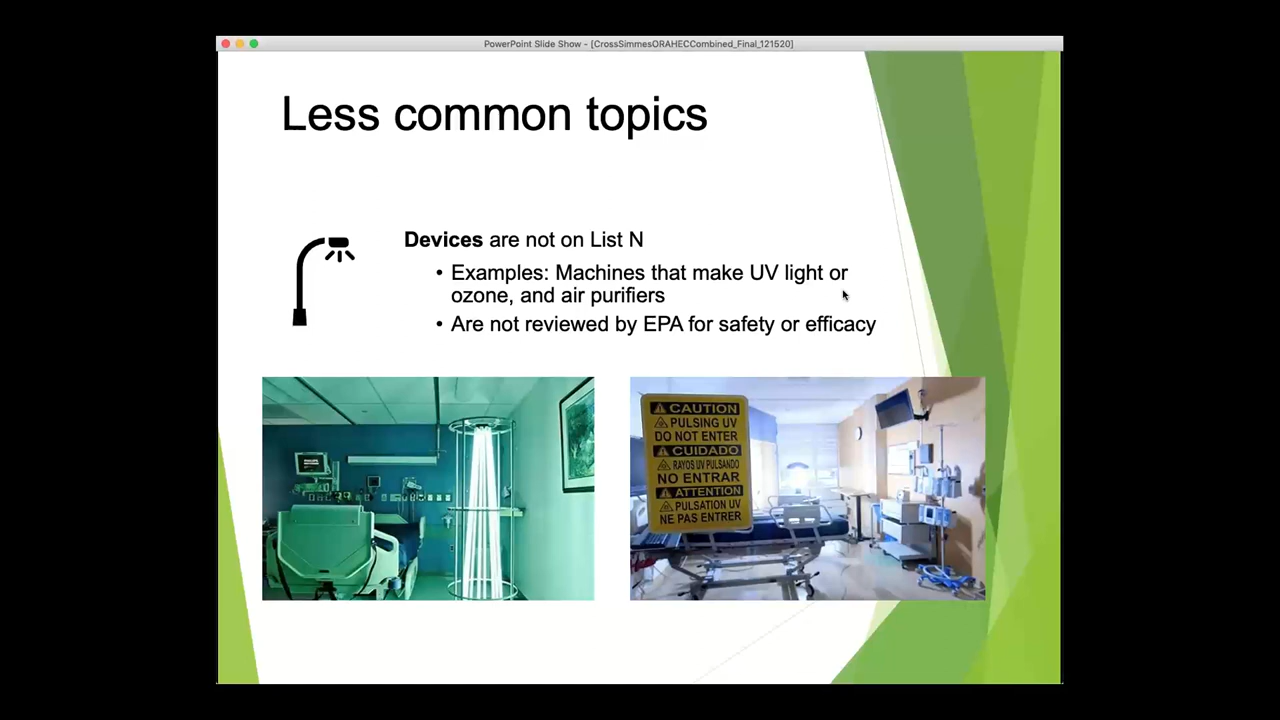 PowerPoint Slide Show - [CrossSimmesORAHECCombined_Final_121520]
Less common topics
Devices are not on List N
• Examples: Machines that make UV light or
ozone, and air purifiers
• Are not reviewed by EPA for safety or efficacy
CAUTION
PULSING UV
DO NOT ENTER
CUIDADO
RAYOS UV PULSANDO
NO ENTRAR
ATTENTION
PULSATION UV
NE PAS ENTRER